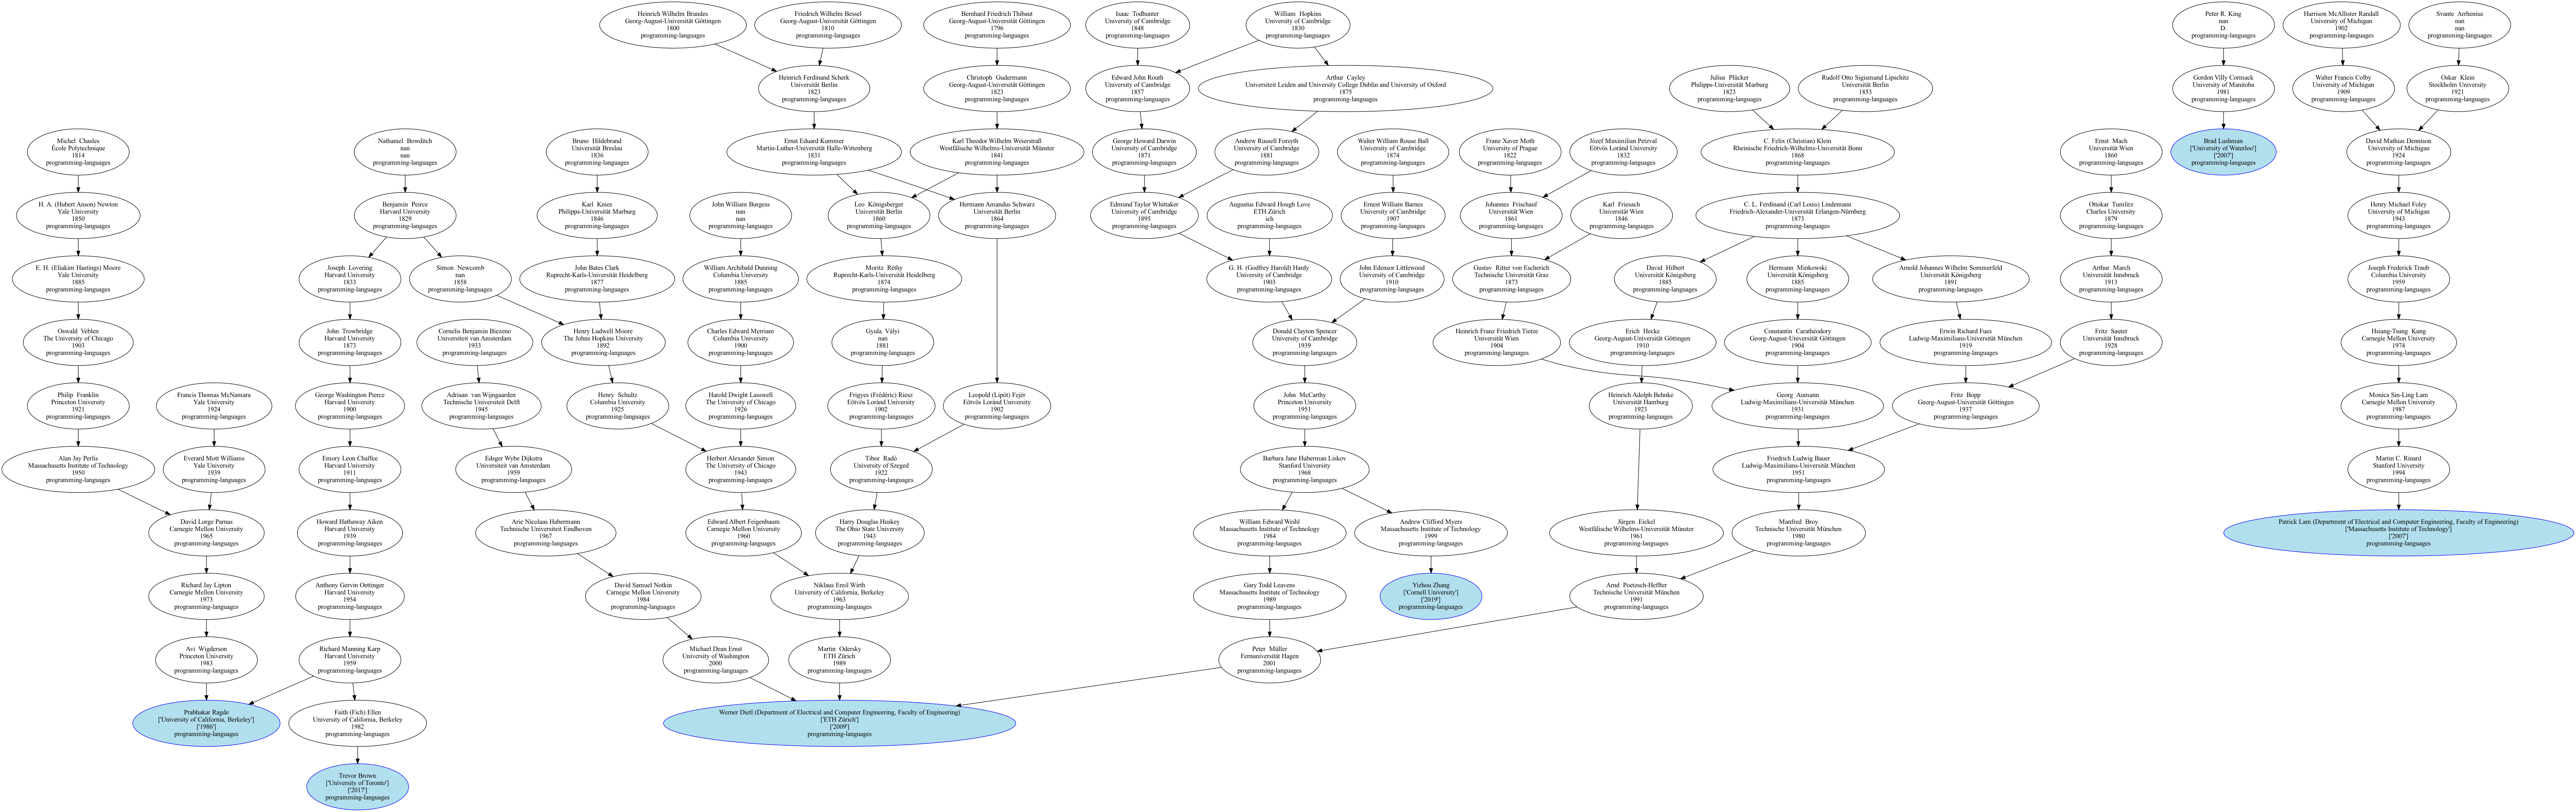 Heinrich Wilhelm Brandes
Georg-August-Universität Göttingen
1800
programming-languages
Friedrich Wilhelm Bessel
Georg-August-Universität Göttingen
1810
programming-languages
Bernhard Friedrich Thibaut
Georg-August-Universität Göttingen
1796
programming-languages
Isaac Todhunter
University of Cambridge
1848
programming-languages
William Hopkins
University of Cambridge
1830
programming-languages
Peter R. King
nan
D.
programming-languages
Harrison McAllister Randall
University of Michigan
1902
programming-languages
Svante Arrhenius
nan
nan
programming-languages
Heinrich Ferdinand Scherk
Universität Berlin
1823
programming-languages
Christoph Gudermann
Georg-August-Universität Göttingen
1823
programming-languages
Edward John Routh
University of Cambridge
1857
programming-languages
Arthur Cayley
Universiteit Leiden and University College Dublin and University of Oxford
1875
programming-languages
Julius Plücker
Philipps-Universität Marburg
1823
programming-languages
Rudolf Otto Sigismund Lipschitz
Universität Berlin
1853
programming-languages
Gordon Villy Cormack
University of Manitoba
1981
programming-languages
Walter Francis Colby
University of Michigan
1909
programming-languages
Oskar Klein
Stockholm University
1921
programming-languages
Michel Chasles
École Polytechnique
1814
programming-languages
Nathaniel Bowditch
nan
nan
programming-languages
Bruno Hildebrand
Universität Breslau
1836
programming-languages
Ernst Eduard Kummer
Martin-Luther-Universität Halle-Wittenberg
1831
programming-languages
Karl Theodor Wilhelm Weierstraß
Westfälische Wilhelms-Universität Münster
1841
programming-languages
George Howard Darwin
University of Cambridge
1871
programming-languages
Andrew Russell Forsyth
University of Cambridge
1881
programming-languages
Walter William Rouse Ball
University of Cambridge
1874
programming-languages
Franz Xaver Moth
University of Prague
1822
programming-languages
József Maximilian Petzval
Eötvös Loránd University
1832
programming-languages
C. Felix (Christian) Klein
Rheinische Friedrich-Wilhelms-Universität Bonn
1868
programming-languages
Ernst Mach
Universität Wien
1860
programming-languages
Brad Lushman
['University of Waterloo']
['2007']
programming-languages
David Mathias Dennison
University of Michigan
1924
programming-languages
H. A. (Hubert Anson) Newton
Yale University
1850
programming-languages
Benjamin Peirce
Harvard University
1829
programming-languages
Karl Knies
Philipps-Universität Marburg
1846
programming-languages
John William Burgess
nan
nan
programming-languages
Leo Königsberger
Universität Berlin
1860
programming-languages
Hermann Amandus Schwarz
Universität Berlin
1864
programming-languages
Edmund Taylor Whittaker
University of Cambridge
1895
programming-languages
Augustus Edward Hough Love
ETH Zürich
ich
programming-languages
Ernest William Barnes
University of Cambridge
1907
programming-languages
Johannes Frischauf
Universität Wien
1861
programming-languages
Karl Friesach
Universität Wien
1846
programming-languages
C. L. Ferdinand (Carl Louis) Lindemann
Friedrich-Alexander-Universität Erlangen-Nürnberg
1873
programming-languages
Ottokar Tumlirz
Charles University
1879
programming-languages
Henry Michael Foley
University of Michigan
1943
programming-languages
E. H. (Eliakim Hastings) Moore
Yale University
1885
programming-languages
Joseph Lovering
Harvard University
1833
programming-languages
Simon Newcomb
nan
1858
programming-languages
John Bates Clark
Ruprecht-Karls-Universität Heidelberg
1877
programming-languages
William Archibald Dunning
Columbia University
1885
programming-languages
Moritz Réthy
Ruprecht-Karls-Universität Heidelberg
1874
programming-languages
G. H. (Godfrey Harold) Hardy
University of Cambridge
1903
programming-languages
John Edensor Littlewood
University of Cambridge
1910
programming-languages
Gustav Ritter von Escherich
Technische Universität Graz
1873
programming-languages
David Hilbert
Universität Königsberg
1885
programming-languages
Hermann Minkowski
Universität Königsberg
1885
programming-languages
Arnold Johannes Wilhelm Sommerfeld
Universität Königsberg
1891
programming-languages
Arthur March
Universität Innsbruck
1913
programming-languages
Joseph Frederick Traub
Columbia University
1959
programming-languages
Oswald Veblen
The University of Chicago
1903
programming-languages
John Trowbridge
Harvard University
1873
programming-languages
Cornelis Benjamin Biezeno
Universiteit van Amsterdam
1933
programming-languages
Henry Ludwell Moore
The Johns Hopkins University
1892
programming-languages
Charles Edward Merriam
Columbia University
1900
programming-languages
Gyula Vályi
nan
1881
programming-languages
Donald Clayton Spencer
University of Cambridge
1939
programming-languages
Heinrich Franz Friedrich Tietze
Universität Wien
1904
programming-languages
Erich Hecke
Georg-August-Universität Göttingen
1910
programming-languages
Constantin Carathéodory
Georg-August-Universität Göttingen
1904
programming-languages
Erwin Richard Fues
Ludwig-Maximilians-Universität München
1919
programming-languages
Fritz Sauter
Universität Innsbruck
1928
programming-languages
Hsiang-Tsung Kung
Carnegie Mellon University
1974
programming-languages
Philip Franklin
Princeton University
1921
programming-languages
Francis Thomas McNamara
Yale University
1924
programming-languages
George Washington Pierce
Harvard University
1900
programming-languages
Adriaan van Wijngaarden
Technische Universiteit Delft
1945
programming-languages
Henry Schultz
Columbia University
1925
programming-languages
Harold Dwight Lasswell
The University of Chicago
1926
programming-languages
Frigyes (Frédéric) Riesz
Eötvös Loránd University
1902
programming-languages
Leopold (Lipót) Fejér
Eötvös Loránd University
1902
programming-languages
John McCarthy
Princeton University
1951
programming-languages
Heinrich Adolph Behnke
Universität Hamburg
1923
programming-languages
Georg Aumann
Ludwig-Maximilians-Universität München
1931
programming-languages
Fritz Bopp
Georg-August-Universität Göttingen
1937
programming-languages
Monica Sin-Ling Lam
Carnegie Mellon University
1987
programming-languages
Alan Jay Perlis
Massachusetts Institute of Technology
1950
programming-languages
Everard Mott Williams
Yale University
1939
programming-languages
Emory Leon Chaffee
Harvard University
1911
programming-languages
Edsger Wybe Dijkstra
Universiteit van Amsterdam
1959
programming-languages
Herbert Alexander Simon
The University of Chicago
1943
programming-languages
Tibor Radó
University of Szeged
1922
programming-languages
Barbara Jane Huberman Liskov
Stanford University
1968
programming-languages
Friedrich Ludwig Bauer
Ludwig-Maximilians-Universität München
1951
programming-languages
Martin C. Rinard
Stanford University
1994
programming-languages
David Lorge Parnas
Carnegie Mellon University
1965
programming-languages
Howard Hathaway Aiken
Harvard University
1939
programming-languages
Arie Nicolaas Habermann
Technische Universiteit Eindhoven
1967
programming-languages
Edward Albert Feigenbaum
Carnegie Mellon University
1960
programming-languages
Harry Douglas Huskey
The Ohio State University
1943
programming-languages
William Edward Weihl
Massachusetts Institute of Technology
1984
programming-languages
Andrew Clifford Myers
Massachusetts Institute of Technology
1999
programming-languages
Jürgen Eickel
Westfälische Wilhelms-Universität Münster
1961
programming-languages
Manfred Broy
Technische Universität München
1980
programming-languages
Patrick Lam (Department of Electrical and Computer Engineering, Faculty of Engineering)
['Massachusetts Institute of Technology']
['2007']
programming-languages
Richard Jay Lipton
Carnegie Mellon University
1973
programming-languages
Anthony Gervin Oettinger
Harvard University
1954
programming-languages
David Samuel Notkin
Carnegie Mellon University
1984
programming-languages
Niklaus Emil Wirth
University of California, Berkeley
1963
programming-languages
Gary Todd Leavens
Massachusetts Institute of Technology
1989
programming-languages
Yizhou Zhang
['Cornell University']
['2019']
programming-languages
Arnd Poetzsch-Heffter
Technische Universität München
1991
programming-languages
Avi Wigderson
Princeton University
1983
programming-languages
Richard Manning Karp
Harvard University
1959
programming-languages
Michael Dean Ernst
University of Washington
2000
programming-languages
Martin Odersky
ETH Zürich
1989
programming-languages
Peter Müller
Fernuniversität Hagen
2001
programming-languages
Prabhakar Ragde
['University of California, Berkeley']
['1986']
programming-languages
Faith (Fich) Ellen
University of California, Berkeley
1982
programming-languages
Werner Dietl (Department of Electrical and Computer Engineering, Faculty of Engineering)
['ETH Zürich']
['2009']
programming-languages
Trevor Brown
['University of Toronto']
['2017']
programming-languages